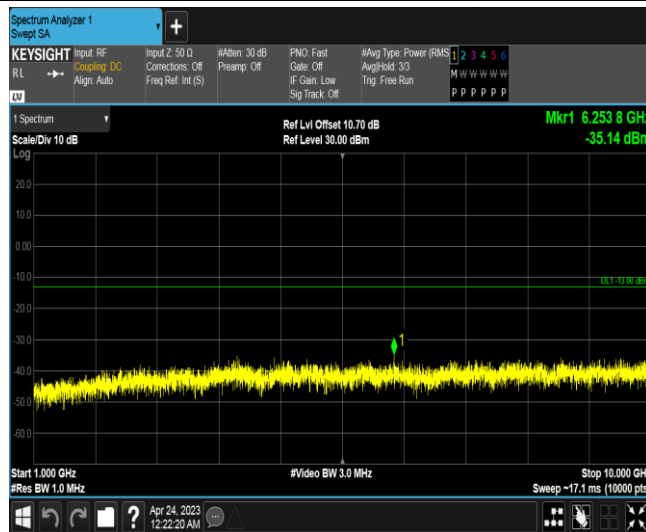 Spectrum Analyzer 1
Swept SA
+
KEYSIGHT
RL
LXI
Input: RF
Coupling: DC
Align: Auto
Input Z: 50 Ω
Corrections: Off
Freq Ref: Int (S)
#Atten: 30 dB
Preamp: Off
PNO: Fast
Gate: Off
IF Gain: Low
Sig Track: Off
#Avg Type: Power (RMS
Avg|Hold: 3/3
Trig: Free Run
1 2 3 4 5 6
M W W W W W
P P P P P P
1 Spectrum
Scale/Div 10 dB
Log
Ref Lvl Offset 10.70 dB
Ref Level 30.00 dBm
Mkr1 6.253 8 GHz
-35.14 dBm
20.0
10.0
0.00
-10.0
DL1 -13.00 dBm
-20.0
-30.0
1
-40.0
-50.0
-60.0
Start 1.000 GHz
#Res BW 1.0 MHz
#Video BW 3.0 MHz
Stop 10.000 GH
Sweep ~17.1 ms (10000 pts
?
Apr 24, 2023
12:22:20 AM